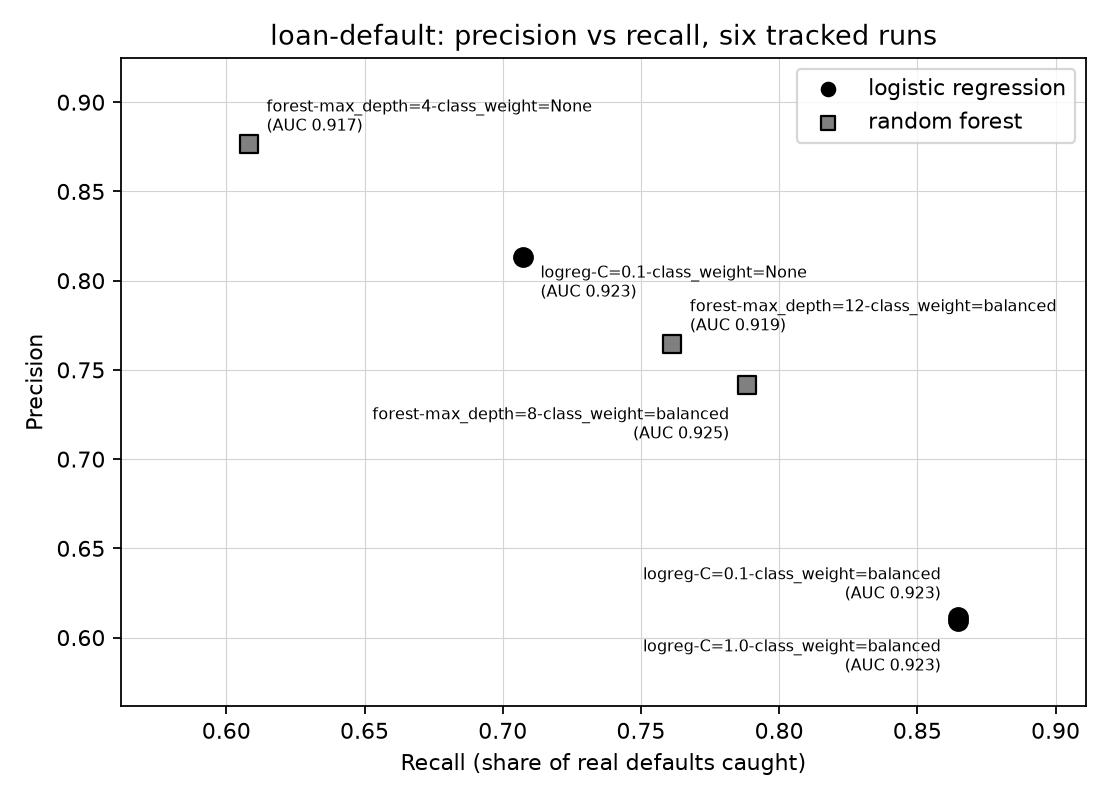 loan-default: precision vs recall, six tracked runs
logistic regression
random forest
forest-max_depth=4-class_weight=None
(AUC 0.917)
logreg-C=0.1-class_weight=None
(AUC 0.923)
forest-max_depth=12-class_weight=balanced
(AUC 0.919)
forest-max_depth=8-class_weight=balanced
(AUC 0.925)
logreg-C=0.1-class_weight=balanced
(AUC 0.923)
logreg-C=1.0-class_weight=balanced
(AUC 0.923)
Precision
0.90
0.85
0.80
0.75
0.70
0.65
0.60
0.60 0.65 0.70 0.75 0.80 0.85 0.90
Recall (share of real defaults caught)